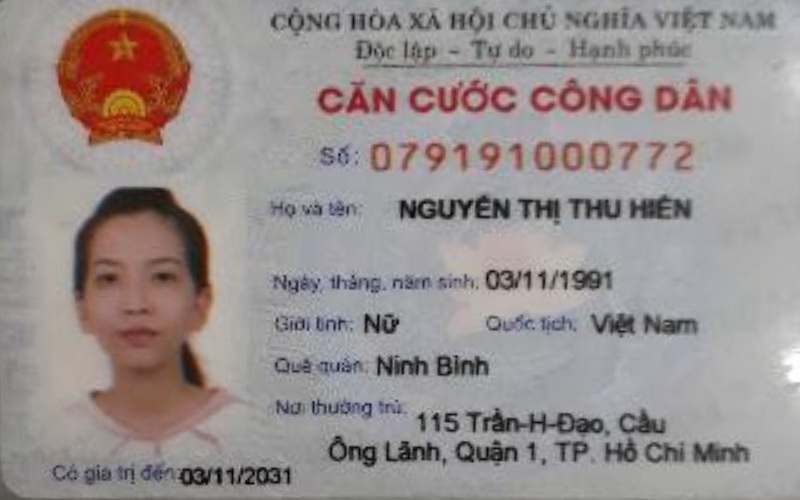 CỘNG HÒA XÃ HỘI CHỦ NGHĨA VIỆT NAM
Độc lập - Tự do - Hạnh phúc
CĂN CƯỚC CÔNG DÂN
Số: 079191000772
Họ và tên: NGUYỄN THỊ THU HIỀN
Ngày, tháng, năm sinh: 03/11/1991
Giới tính: Nữ Quốc tịch: Việt Nam
Quê quán: Ninh Bình
Nơi thường trú: 115 Trần-H-Đạo, Cầu
Ông Lãnh, Quận 1, TP. Hồ Chí Minh
Có giá trị đến: 03/11/2031